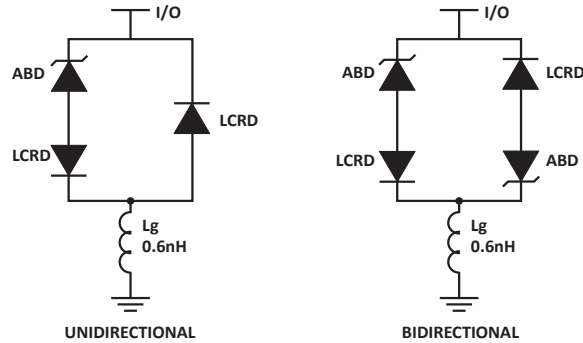 I/O
ABD
LCRD
LCRD
Lg
0.6nH
UNIDIRECTIONAL
I/O
ABD
LCRD
LCRD
ABD
Lg
0.6nH
BIDIRECTIONAL